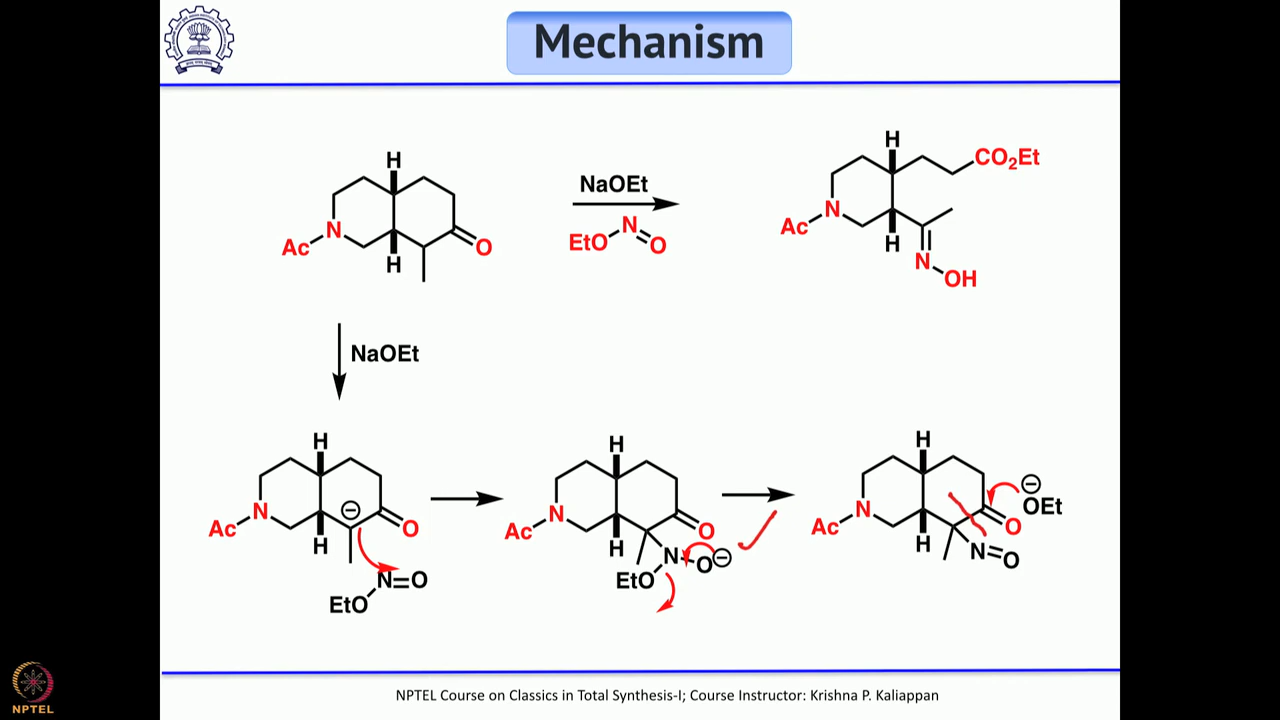 Mechanism
H
N
Ac
H
O
NaOEt
EtO N O
H
CO₂Et
N
Ac
H
N
OH
NaOEt
H
N
Ac
H
⊖
O
N=O
EtO
H
N
Ac
H
O
N O⊖
EtO
H
N
Ac
H
O
⊖
OEt
N=O
NPTEL
NPTEL Course on Classics in Total Synthesis-I; Course Instructor: Krishna P. Kaliappan